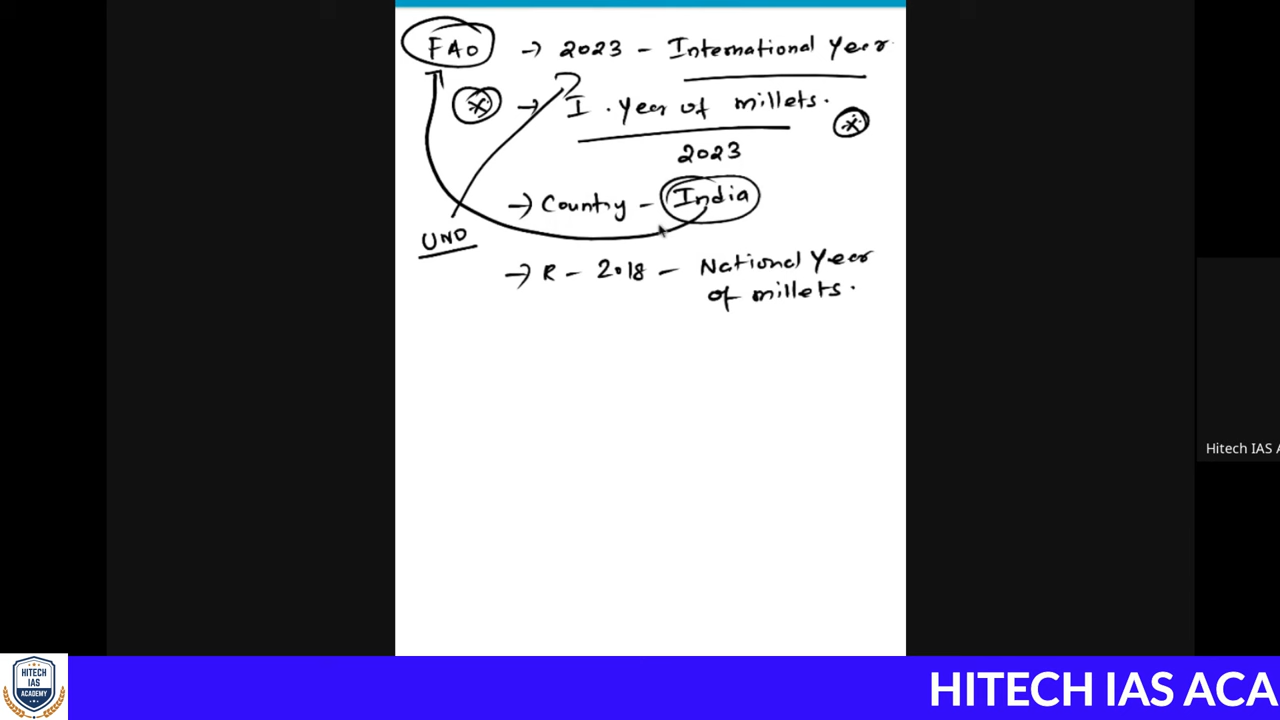 FAO → 2023 - International Year
→ I. Year of millets.
2023
→ Country - India
UNO
→ R - 2018 - National Year
of millets.
Hitech IAS A
HITECH
IAS
ACADEMY
HITECH IAS ACA